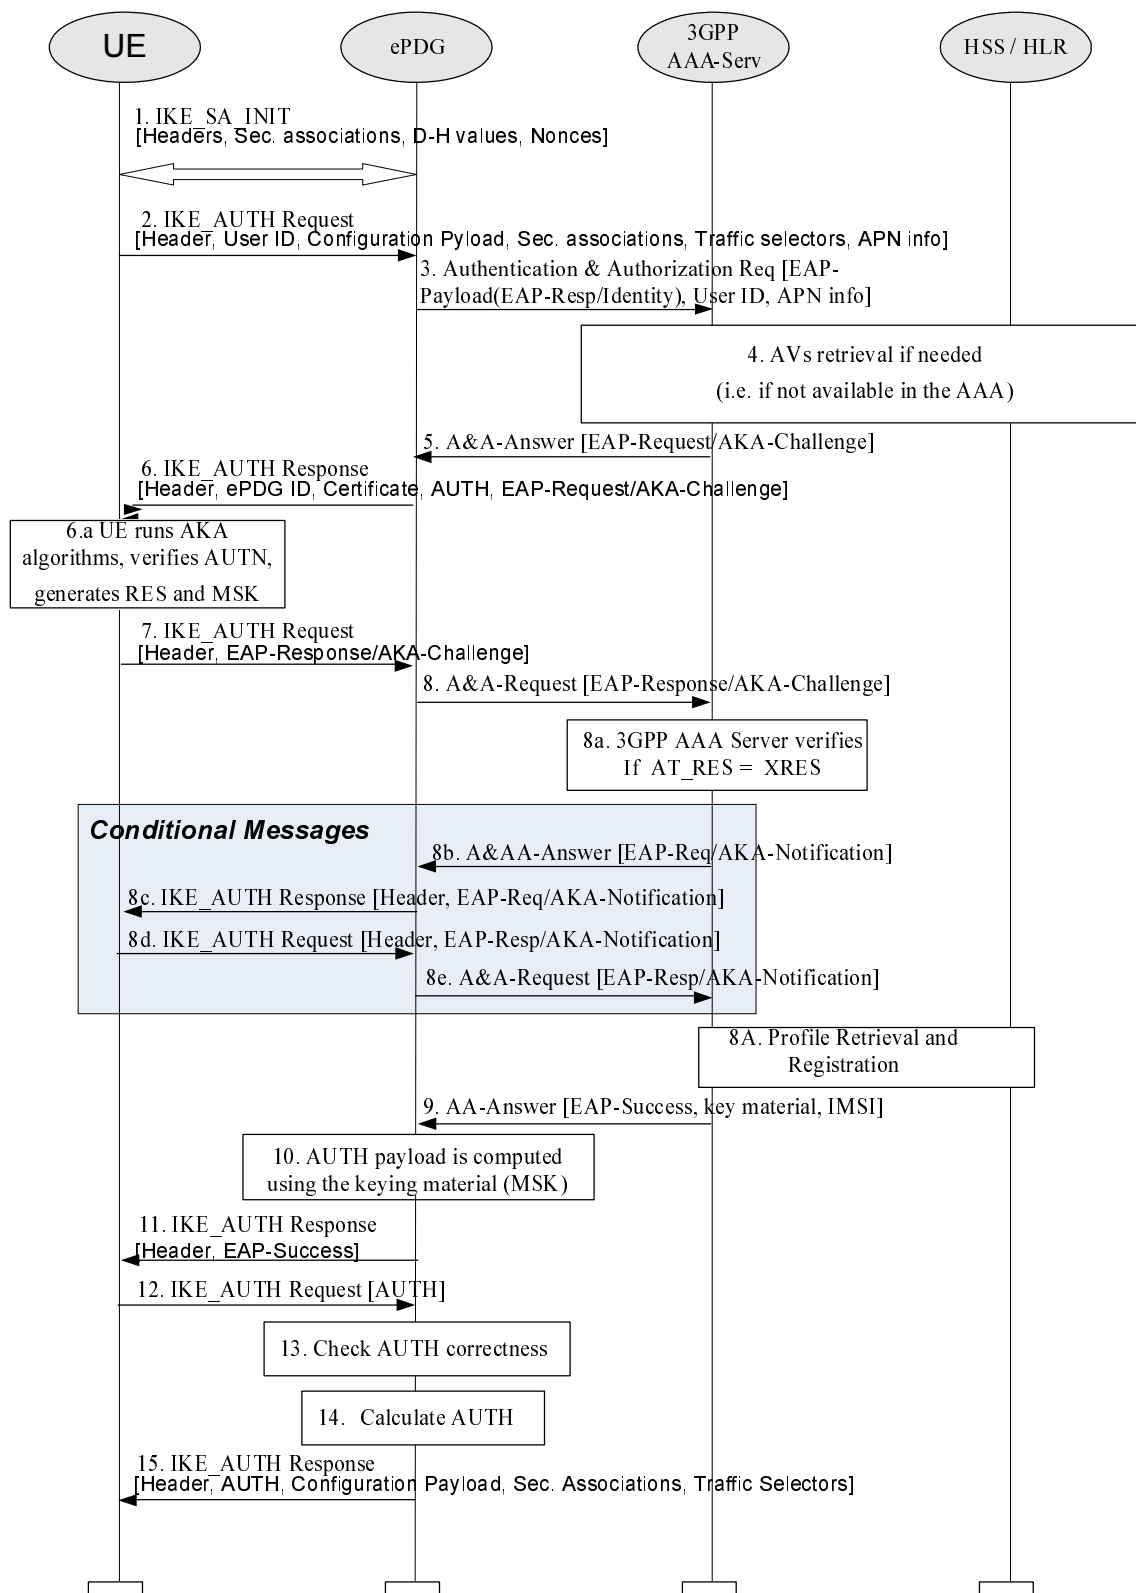 UE
ePDG
3GPP
AAA-Serv
HSS / HLR
1. IKE_SA_INIT
[Headers, Sec. associations, D-H values, Nonces]
2. IKE_AUTH Request
[Header, User ID, Configuration Pyload, Sec. associations, Traffic selectors, APN info]
3. Authentication & Authorization Req [EAP-
Payload(EAP-Resp/Identity), User ID, APN info]
4. AVs retrieval if needed
(i.e. if not available in the AAA)
5. A&A-Answer [EAP-Request/AKA-Challenge]
6. IKE_AUTH Response
[Header, ePDG ID, Certificate, AUTH, EAP-Request/AKA-Challenge]
6.a UE runs AKA
algorithms, verifies AUTN,
generates RES and MSK
7. IKE_AUTH Request
[Header, EAP-Response/AKA-Challenge]
8. A&A-Request [EAP-Response/AKA-Challenge]
8a. 3GPP AAA Server verifies
If AT_RES = XRES
Conditional Messages
8b. A&AA-Answer [EAP-Req/AKA-Notification]
8c. IKE_AUTH Response [Header, EAP-Req/AKA-Notification]
8d. IKE_AUTH Request [Header, EAP-Resp/AKA-Notification]
8e. A&A-Request [EAP-Resp/AKA-Notification]
8A. Profile Retrieval and
Registration
9. AA-Answer [EAP-Success, key material, IMSI]
10. AUTH payload is computed
using the keying material (MSK)
11. IKE_AUTH Response
[Header, EAP-Success]
12. IKE_AUTH Request [AUTH]
13. Check AUTH correctness
14. Calculate AUTH
15. IKE_AUTH Response
[Header, AUTH, Configuration Payload, Sec. Associations, Traffic Selectors]